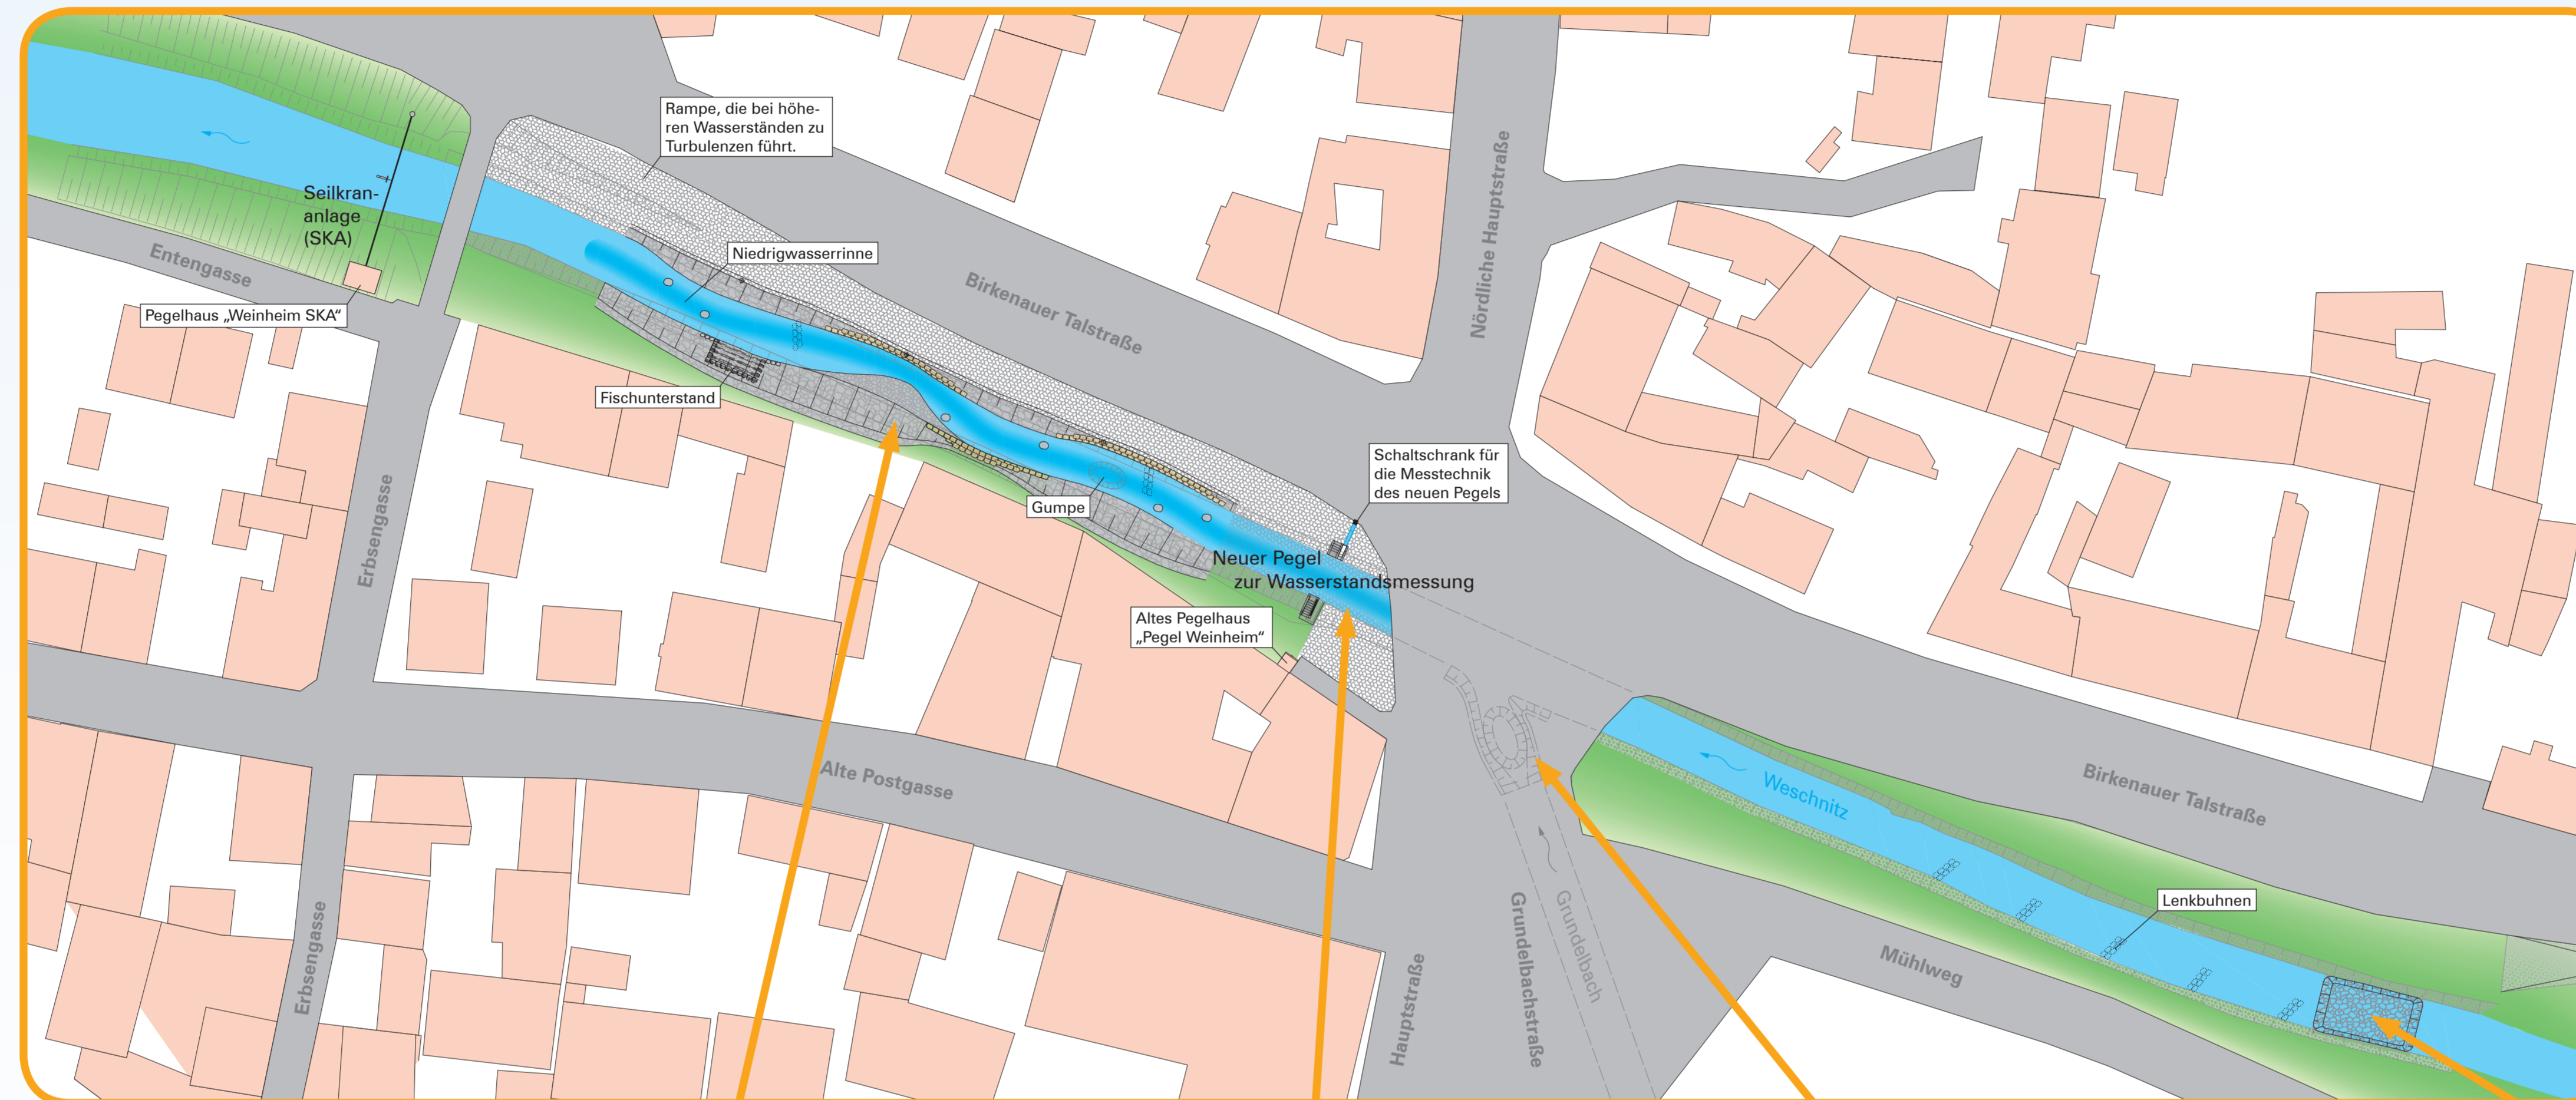 Rampe, die bei höhe-
ren Wasserständen zu
Turbulenzen führt.
Seilkran-
anlage
(SKA)
Entengasse
Niedrigwasserrinne
Birkenauer Talstraße
Nördliche Hauptstraße
Pegelhaus „Weinheim SKA“
Fischunterstand
Schaltschrank für
die Messtechnik
des neuen Pegels
Gumpe
Erbsengasse
Neuer Pegel
zur Wasserstandsmessung
Altes Pegelhaus
„Pegel Weinheim“
Alte Postgasse
Weschnitz
Birkenauer Talstraße
Lenkbuhnen
Erbsengasse
Hauptstraße
Grundelbachstraße
Grundelbach
Mühlweg